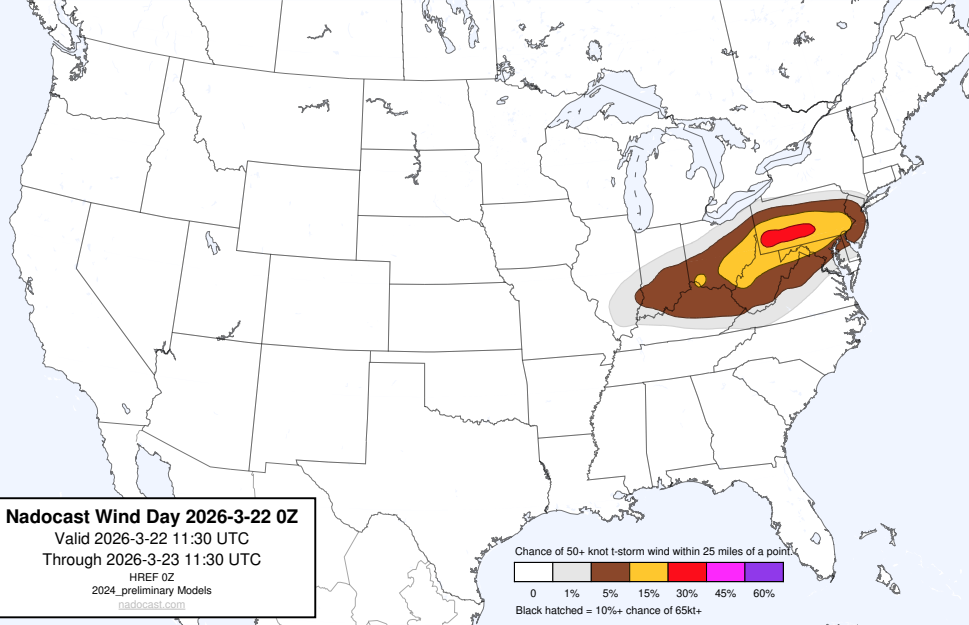 Nadocast Wind Day 2026-3-22 0Z
Valid 2026-3-22 11:30 UTC
Through 2026-3-23 11:30 UTC
HREF 0Z
2024_preliminary Models
nadocast.com
Chance of 50+ knot t-storm wind within 25 miles of a point.
0 1% 5% 15% 30% 45% 60%
Black hatched = 10%+ chance of 65kt+